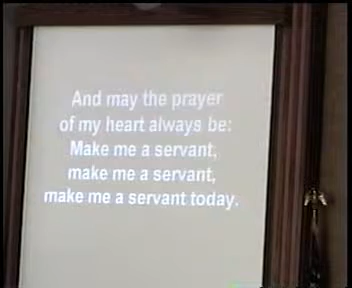 And may the prayer
of my heart always be:
Make me a servant,
make me a servant,
make me a servant today.